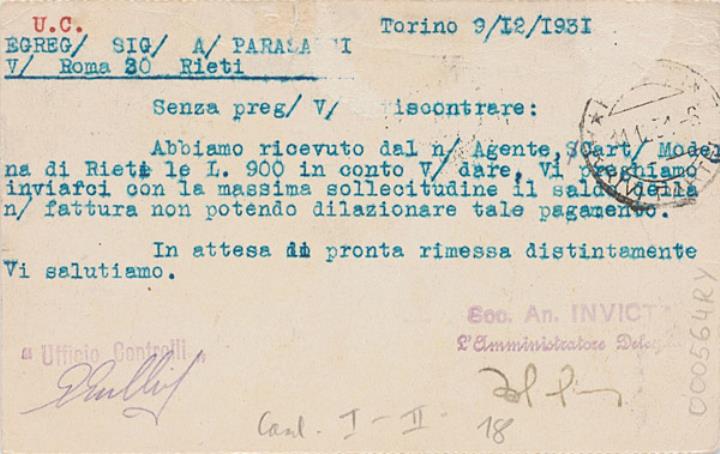 U.C.
Torino 9/12/1931
EGREG/ SIG/ A/
V/ Roma 20 Rieti
Senza preg/ V/ riscontrare:
Abbiamo ricevuto dal n/ Agente, SCart/ Moder
na di Rieti le L. 900 in conto V/ dare, Vi preghiamo
inviarci con la massima sollecitudine il saldo della
n/ fattura non potendo dilazionare tale pagamento.
In attesa di pronta rimessa distintamente
Vi salutiamo.
Soc. An. INVICT
L'Amministratore Deleg
" Ufficio Controlli "
I - II - 18
000564RY